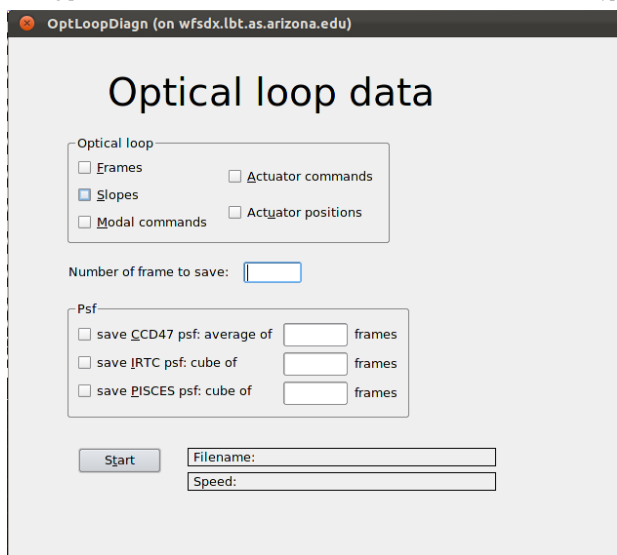 OptLoopDiagn (on wfsdx.lbt.as.arizona.edu)
Optical loop data
Optical loop
Frames
Actuator commands
Slopes
Actuator positions
Modal commands
Number of frame to save:
Psf
save CCD47 psf: average of frames
save IRTC psf: cube of frames
save PISCES psf: cube of frames
Start
Filename:
Speed: